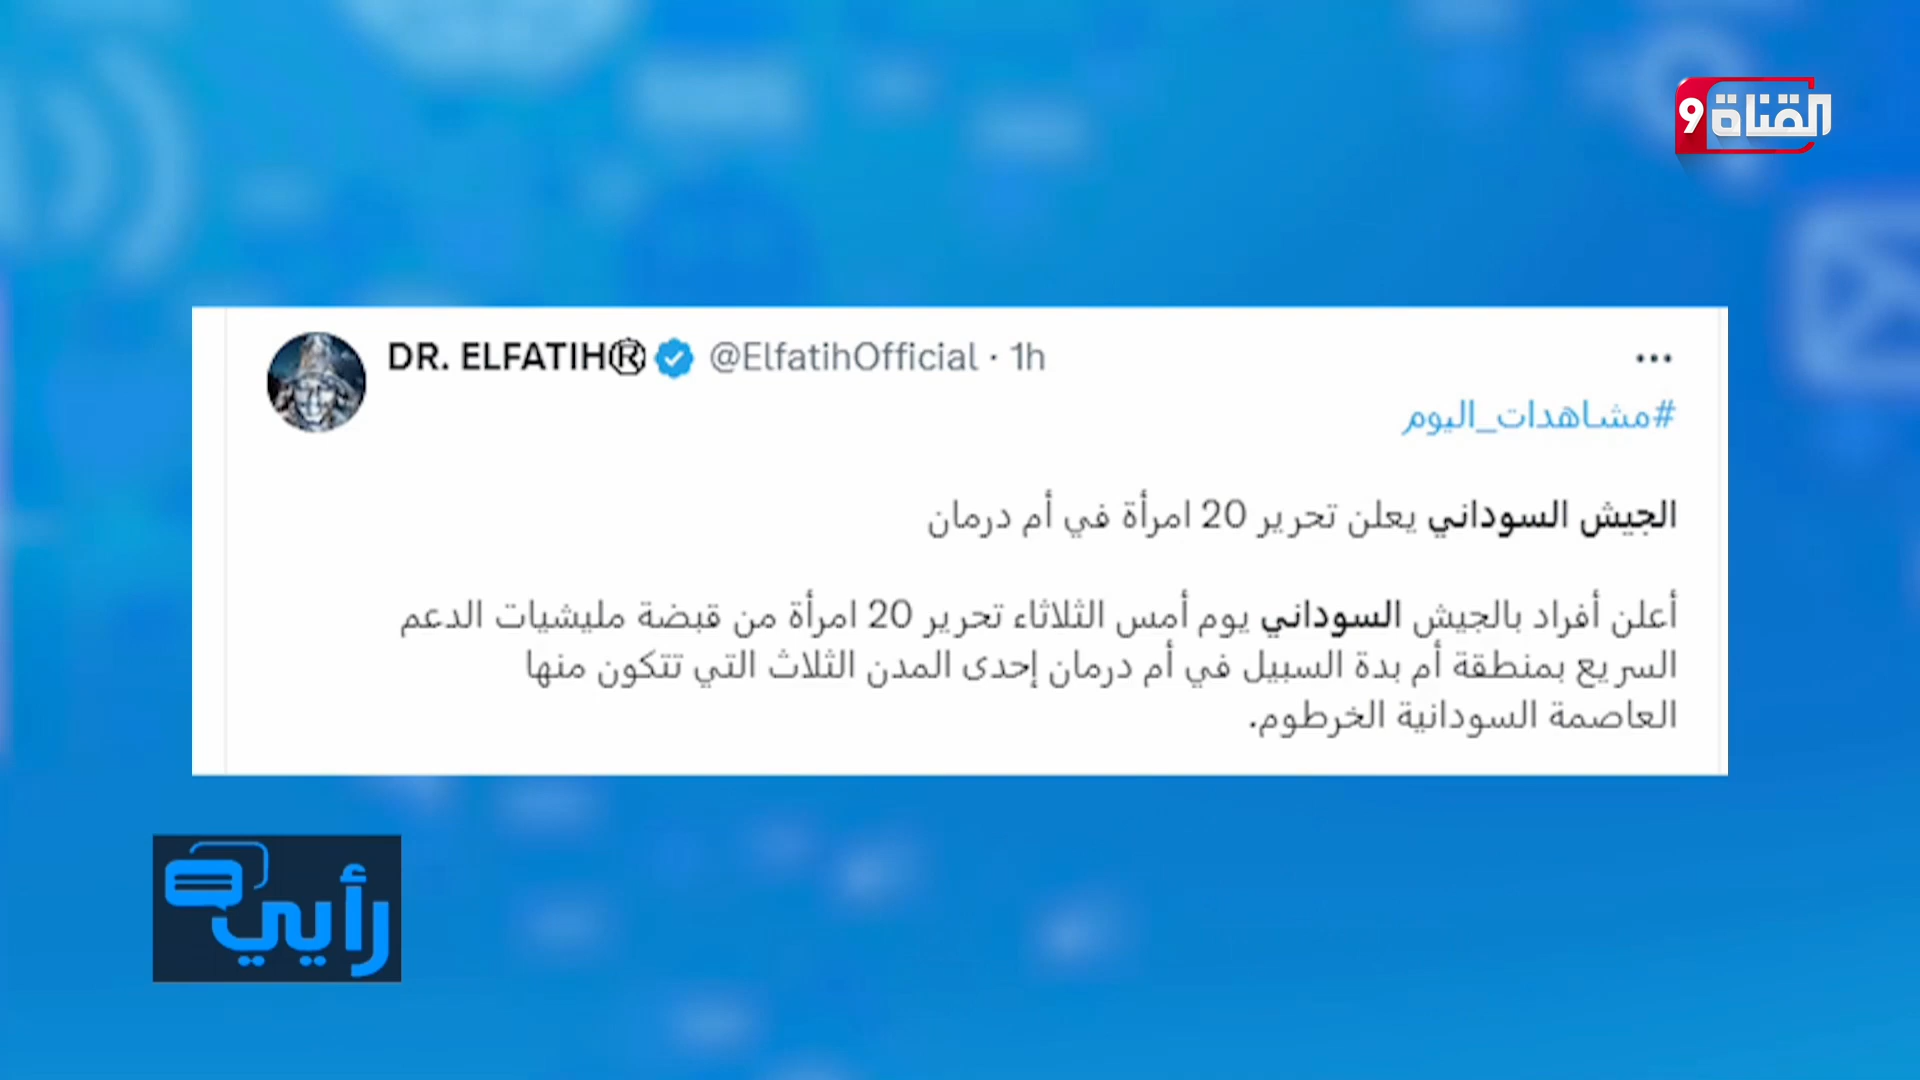 القناة 9
DR. ELFATIH® @ElfatihOfficial · 1h
#مشاهدات_اليوم
الجيش السوداني يعلن تحرير 20 امرأة في أم درمان
أعلن أفراد بالجيش السوداني يوم أمس الثلاثاء تحرير 20 امرأة من قبضة مليشيات الدعم
السريع بمنطقة أم بدة السبيل في أم درمان إحدى المدن الثلاث التي تتكون منها
العاصمة السودانية الخرطوم.
رأيي